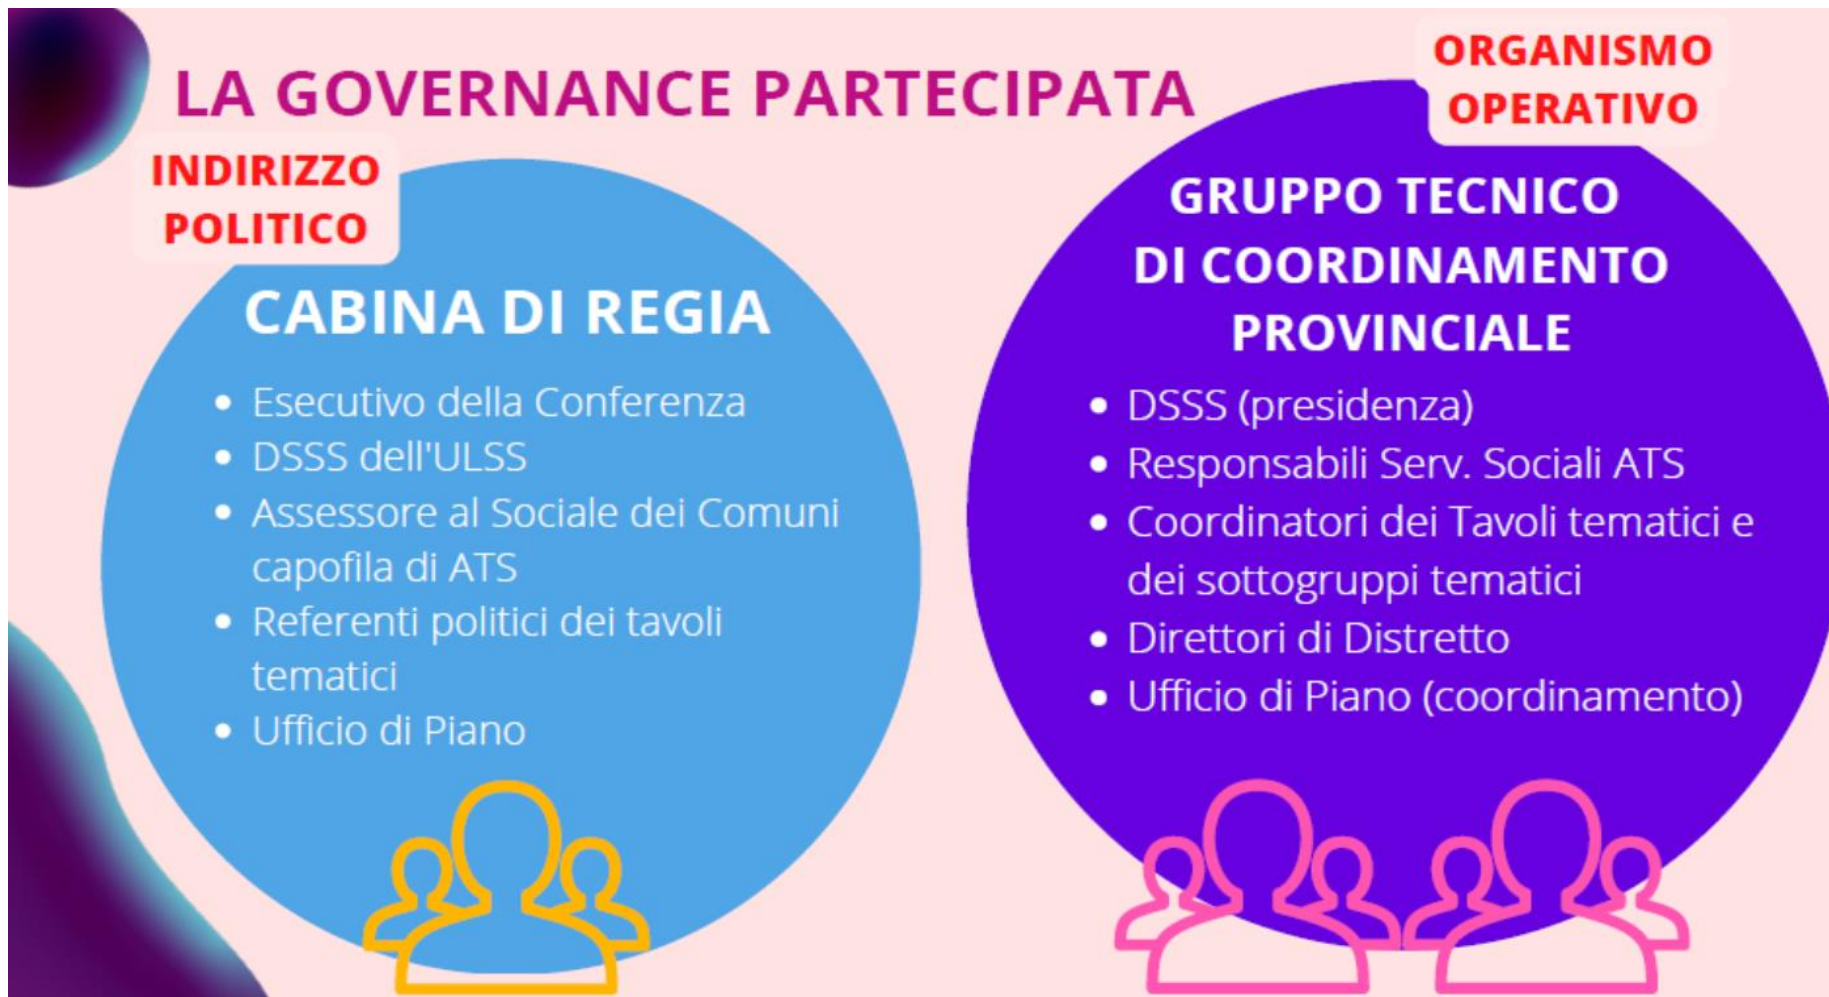 LA GOVERNANCE PARTECIPATA
INDIRIZZO
POLITICO
CABINA DI REGIA
• Esecutivo della Conferenza
• DSSS dell'ULSS
• Assessore al Sociale dei Comuni
capofila di ATS
• Referenti politici dei tavoli
tematici
• Ufficio di Piano
ORGANISMO
OPERATIVO
GRUPPO TECNICO
DI COORDINAMENTO
PROVINCIALE
• DSSS (presidenza)
• Responsabili Serv. Sociali ATS
• Coordinatori dei Tavoli tematici e
dei sottogruppi tematici
• Direttori di Distretto
• Ufficio di Piano (coordinamento)